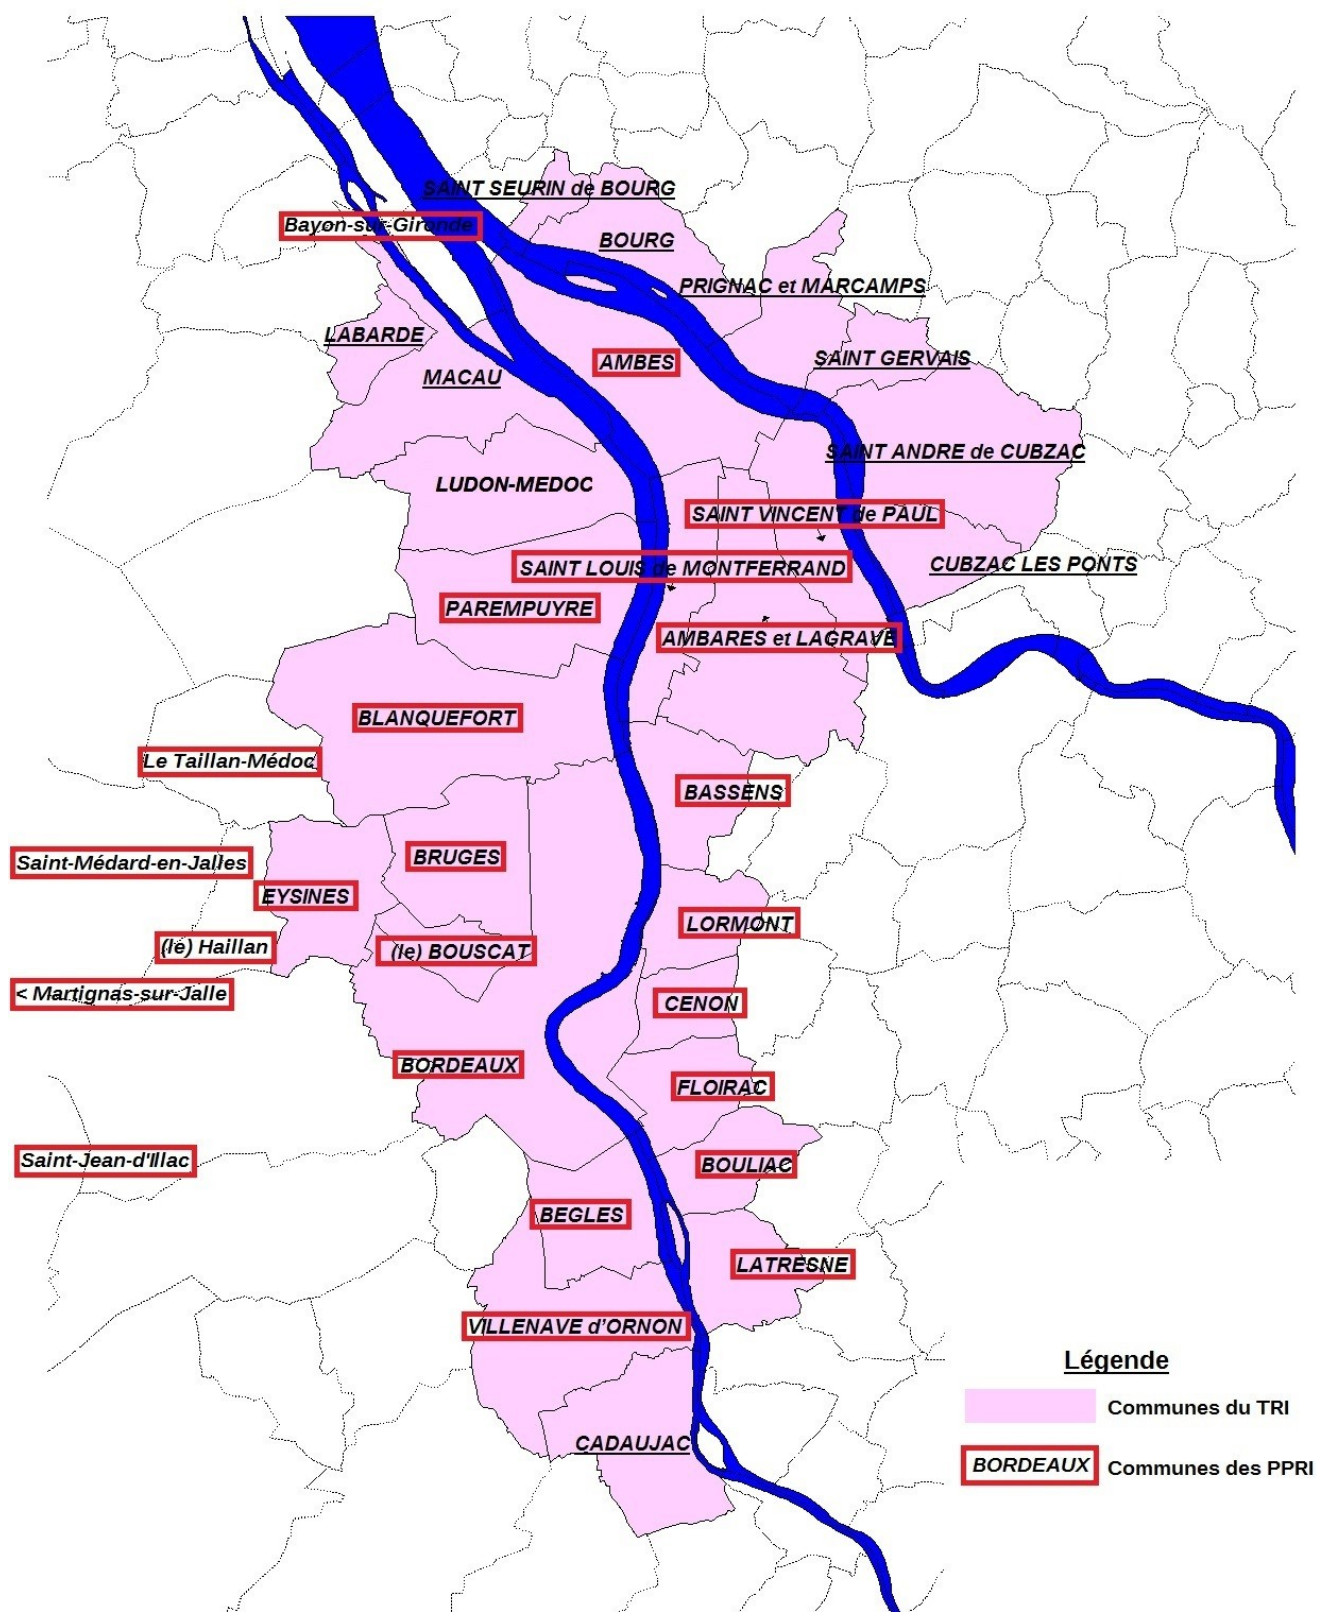 SAINT SEURIN de BOURG
Bayon-sur-Gironde
BOURG
PRIGNAC et MARCAMPS
LABARDE
AMBES
SAINT GERVAIS
MACAU
SAINT ANDRE de CUBZAC
LUDON-MEDOC
SAINT VINCENT de PAUL
SAINT LOUIS de MONTFERRAND
CUBZAC LES PONTS
PAREMPUYRE
AMBARES et LAGRAVE
BLANQUEFORT
Le Taillan-Médoc
BASSENS
BRUGES
Saint-Médard-en-Jalles
EYSINES
LORMONT
(le) Haillan
(le) BOUSCAT
< Martignas-sur-Jalle
CENON
BORDEAUX
FLOIRAC
Saint-Jean-d'Illac
BOULIAC
BEGLES
LATRESNE
VILLENAVE d'ORNON
CADAUJAC
Légende
Communes du TRI
BORDEAUX Communes des PPRI